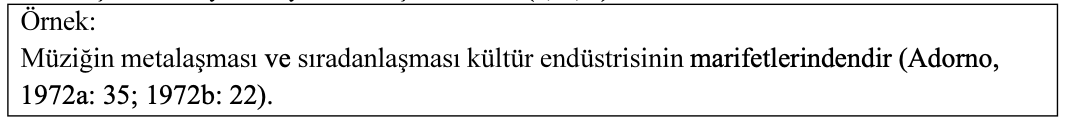 Örnek:
Müziğin metalaşması ve sıradanlaşması kültür endüstrisinin marifetlerindendir (Adorno,
1972a: 35; 1972b: 22).